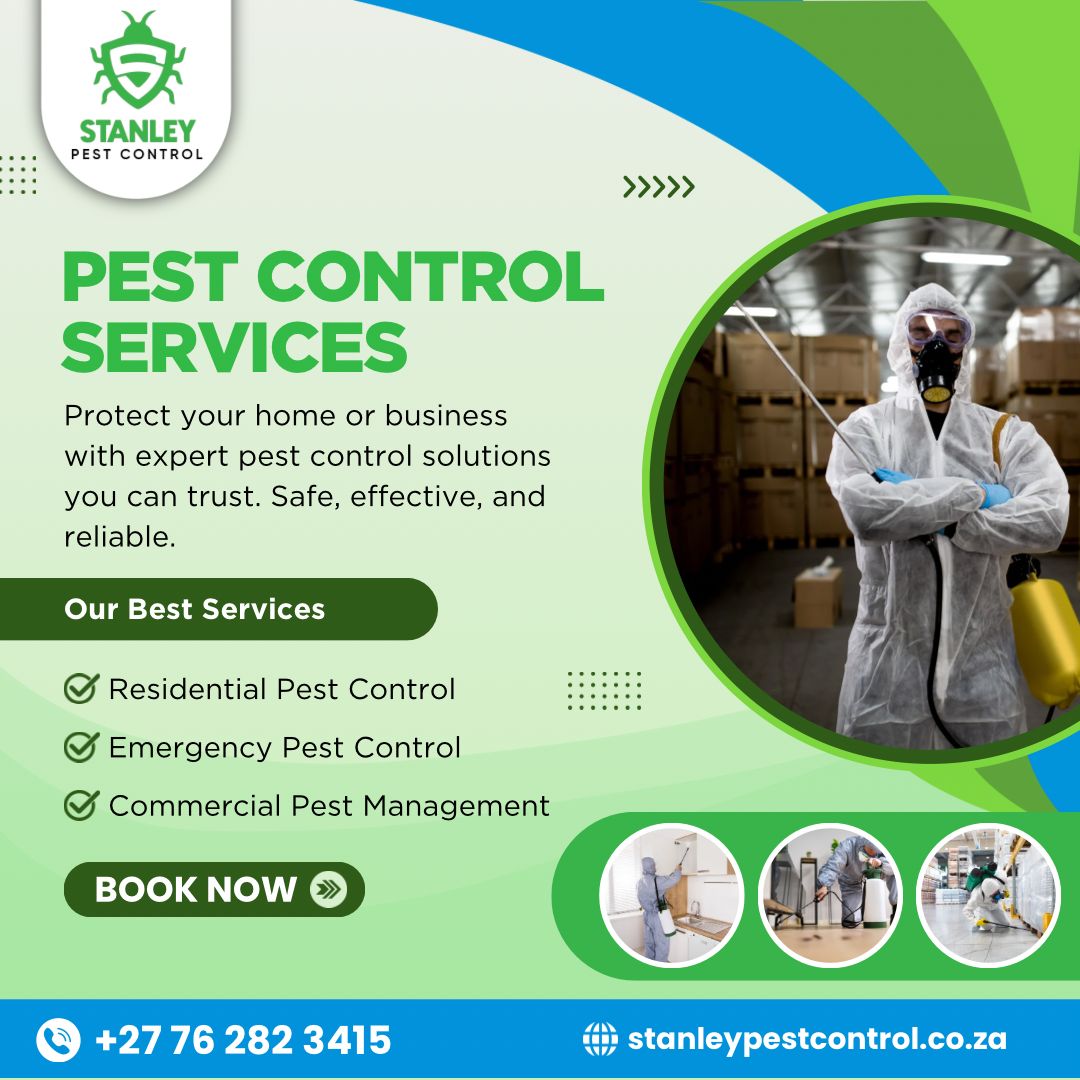 STANLEY
PEST CONTROL
PEST CONTROL
SERVICES
Protect your home or business
with expert pest control solutions
you can trust. Safe, effective, and
reliable.
Our Best Services
Residential Pest Control
Emergency Pest Control
Commercial Pest Management
BOOK NOW
+27 76 282 3415
stanleypestcontrol.co.za